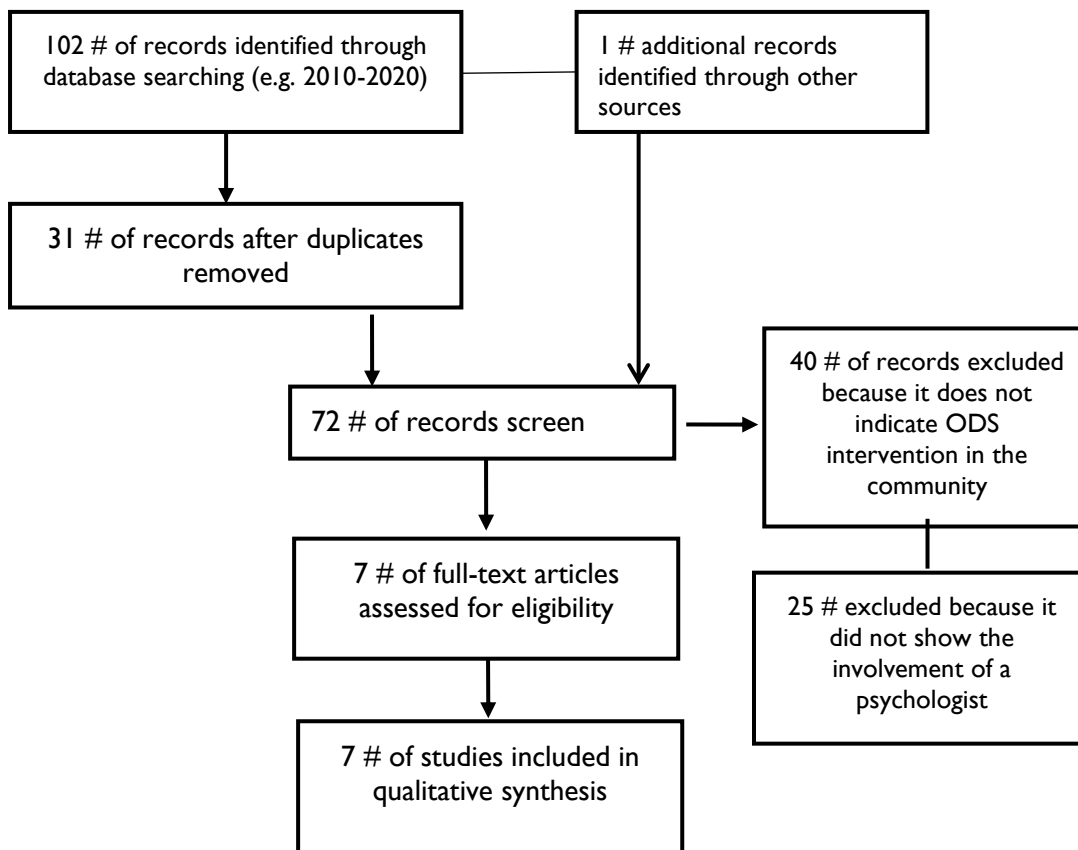 102 # of records identified through
database searching (e.g. 2010-2020)
1 # additional records
identified through other
sources
31 # of records after duplicates
removed
72 # of records screen
40 # of records excluded
because it does not
indicate ODS
intervention in the
community
7 # of full-text articles
assessed for eligibility
25 # excluded because it
did not show the
involvement of a
psychologist
7 # of studies included in
qualitative synthesis